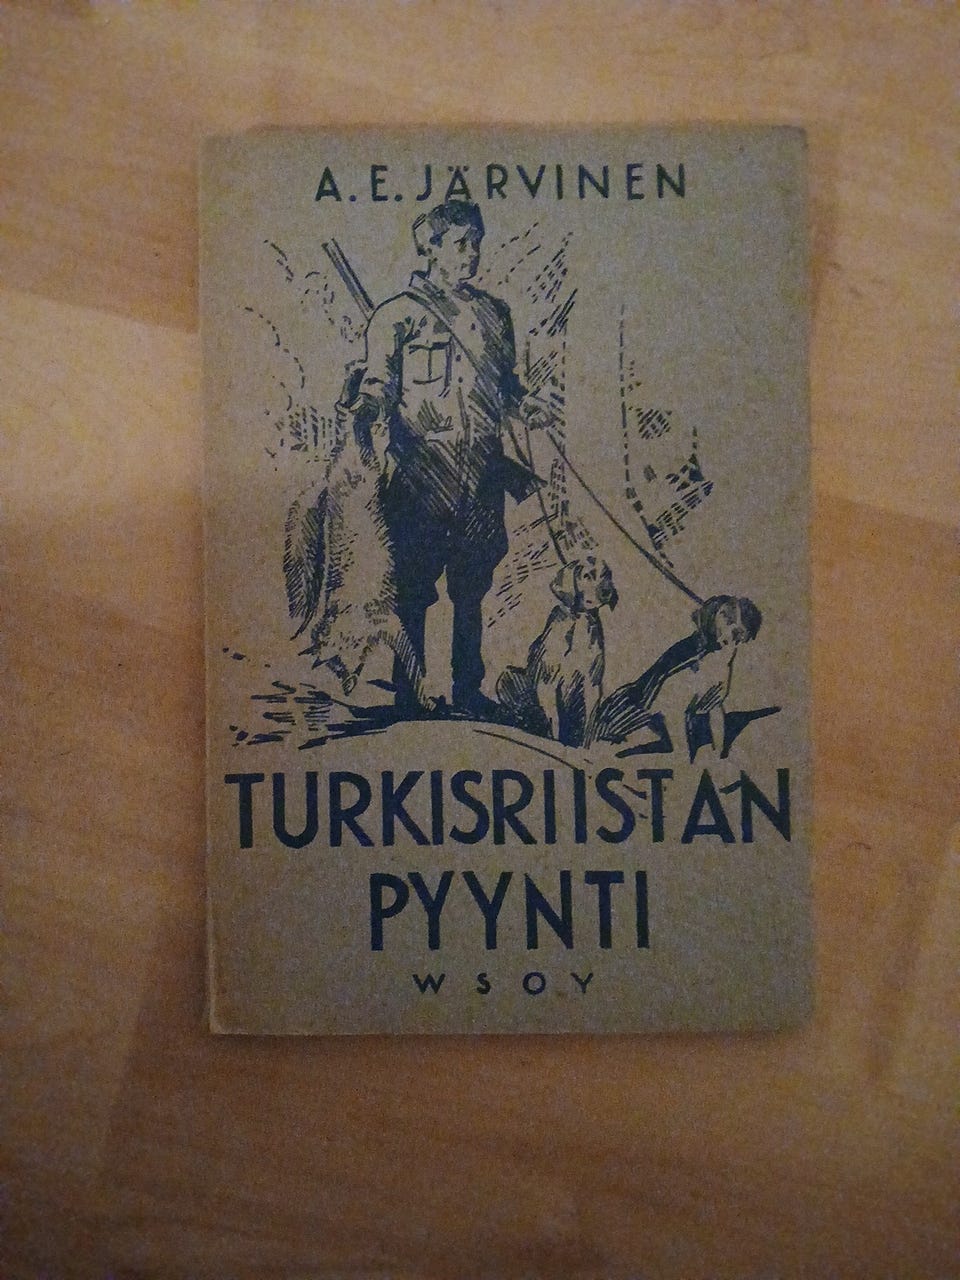 A. E. JÄRVINEN
TURKISRIISTAN
PYYNTI
WSOY